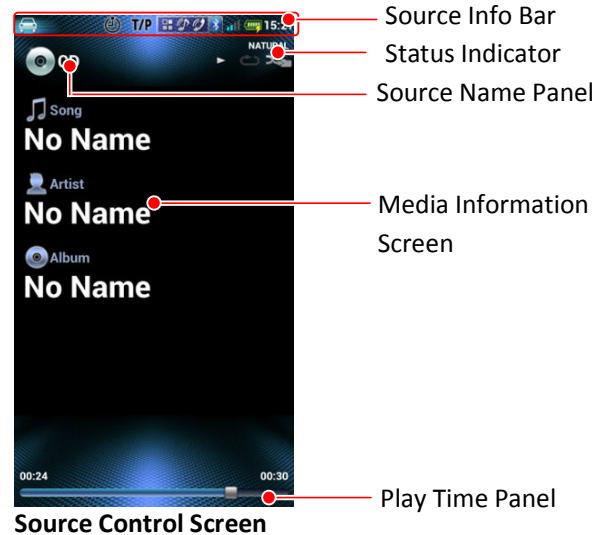 T/P
Source Info Bar
NATURAL
Status Indicator
Source Name Panel
Song
No Name
Artist
No Name
Media Information
Screen
Album
No Name
00:24 00:30
Play Time Panel
Source Control Screen